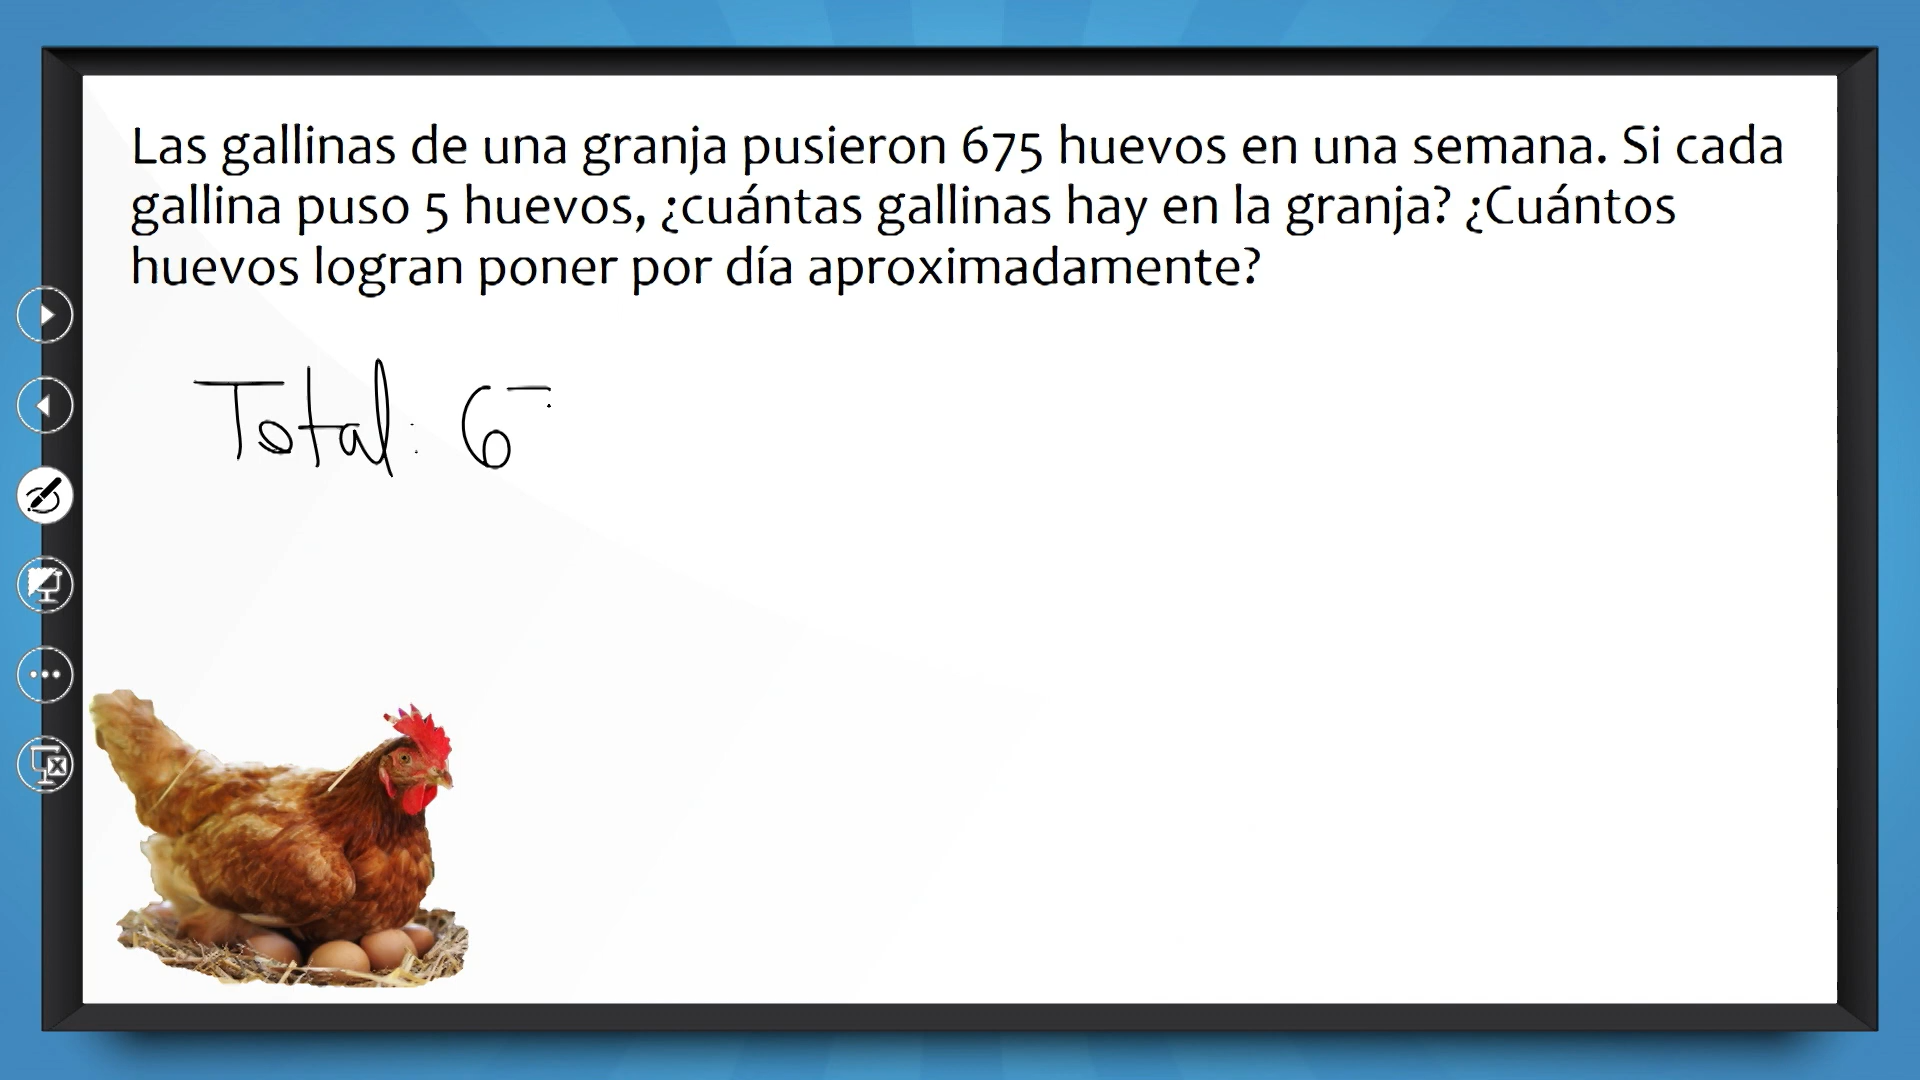 Las gallinas de una granja pusieron 675 huevos en una semana. Si cada
gallina puso 5 huevos, ¿cuántas gallinas hay en la granja? ¿Cuántos
huevos logran poner por día aproximadamente?
Total: 6